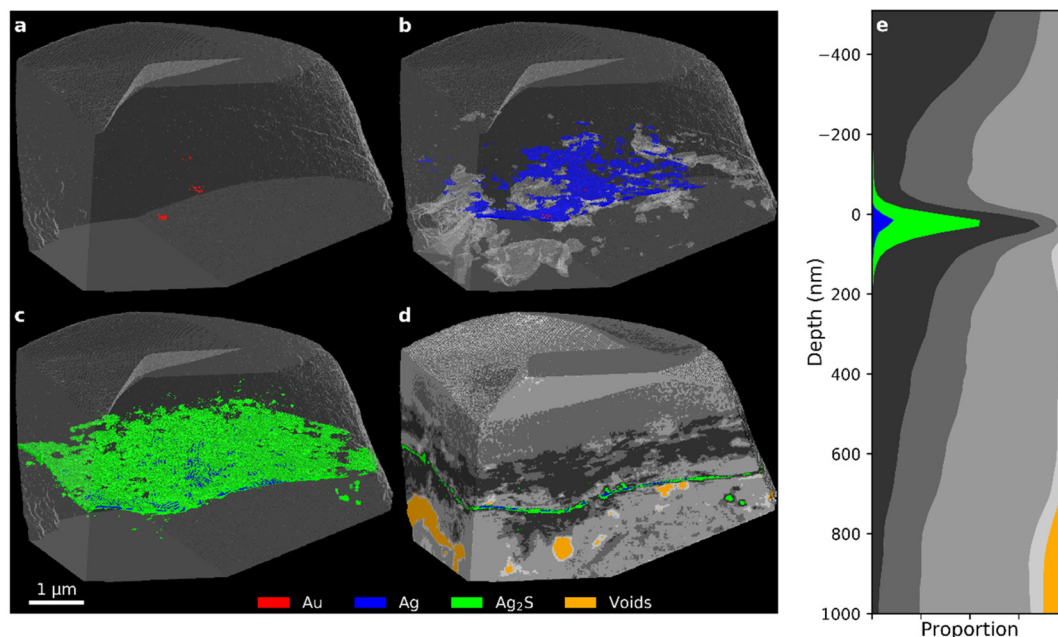 a
b
c
d
1 µm
Au
Ag
Ag₂S
Voids
e
-400
-200
0
200
400
600
800
1000
Depth (nm)
Proportion